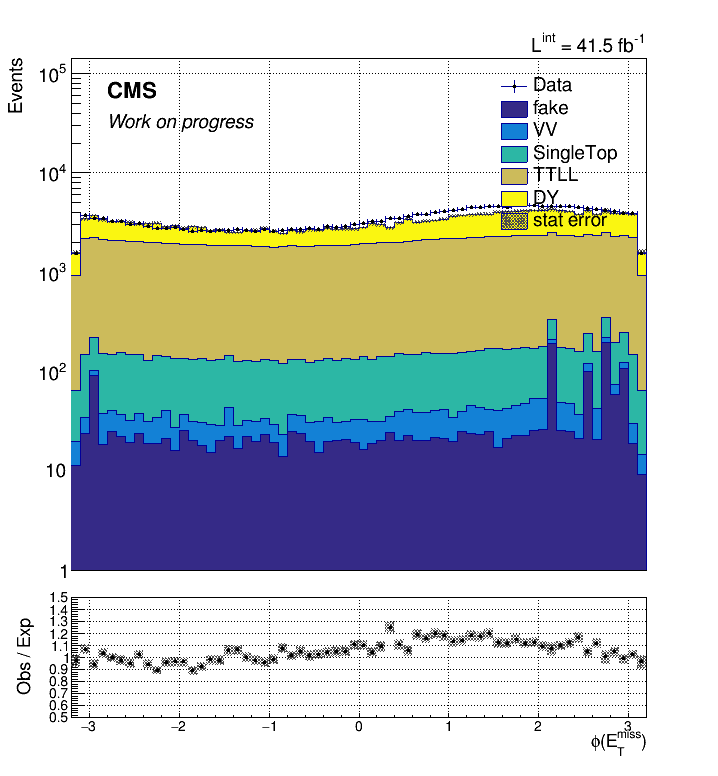 L^int = 41.5 fb^-1
Events
10^5
10^4
10^3
10^2
10
1
CMS
Work on progress
Data
fake
VV
SingleTop
TTLL
DY
stat error
Obs / Exp
1.5
1.4
1.3
1.2
1.1
1
0.9
0.8
0.7
0.6
0.5
−3 −2 −1 0 1 2 3
ϕ(E_T^miss)